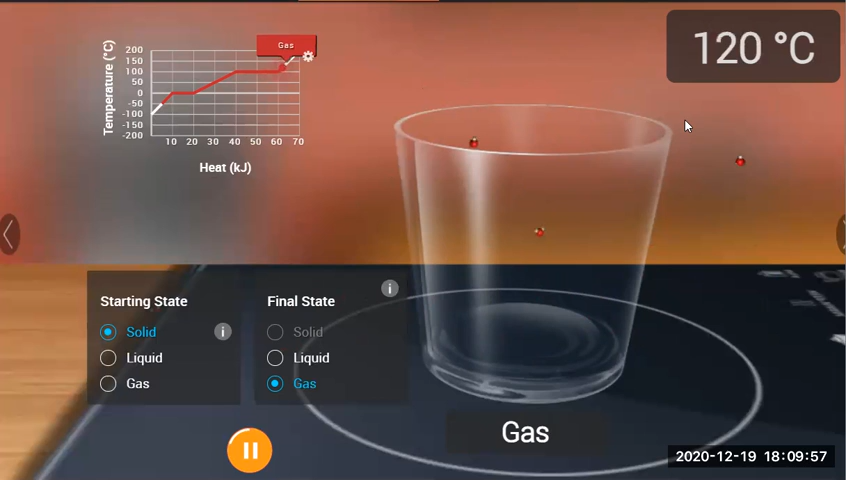 Gas
120 °C
Temperature (°C)
200
150
100
50
0
-50
-100
-150
-200
10 20 30 40 50 60 70
Heat (kJ)
Starting State
Solid
Liquid
Gas
Final State
Solid
Liquid
Gas
Gas
2020-12-19 18:09:57